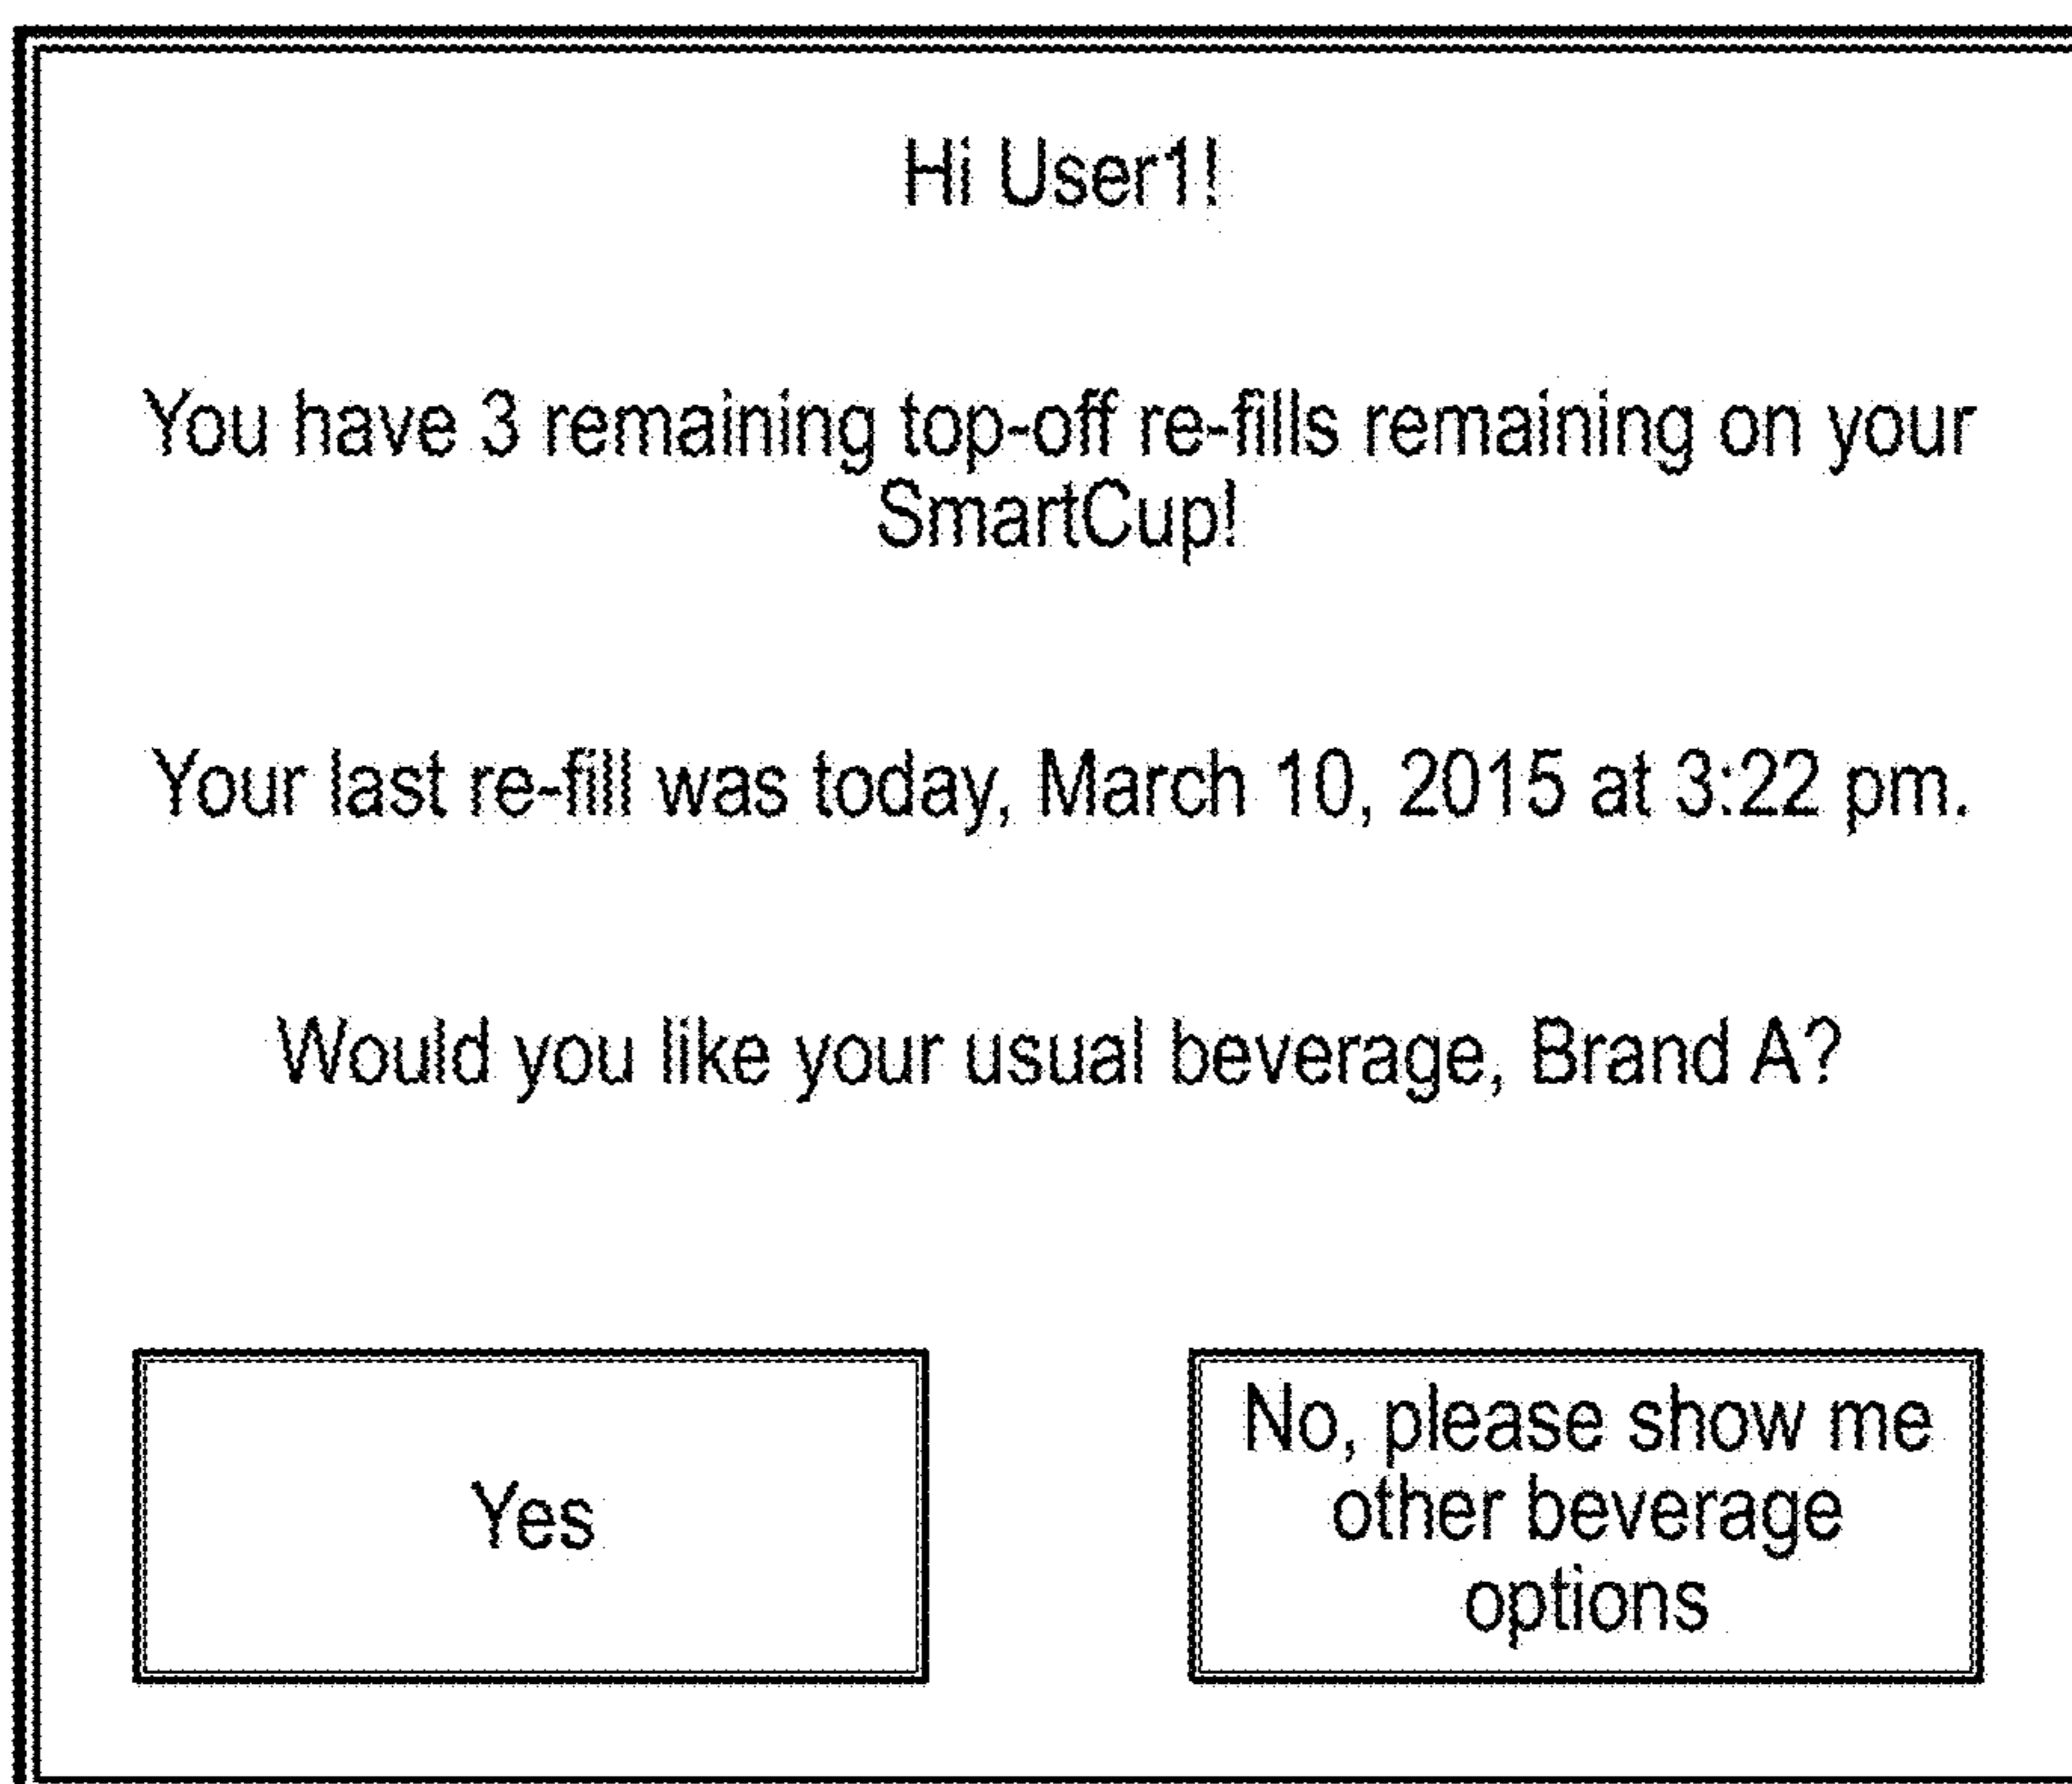 Hi User1!
You have 3 remaining top-off re-fills remaining on your
SmartCup!
Your last re-fill was today, March 10, 2015 at 3:22 pm.
Would you like your usual beverage, Brand A?
Yes
No, please show me
other beverage
options